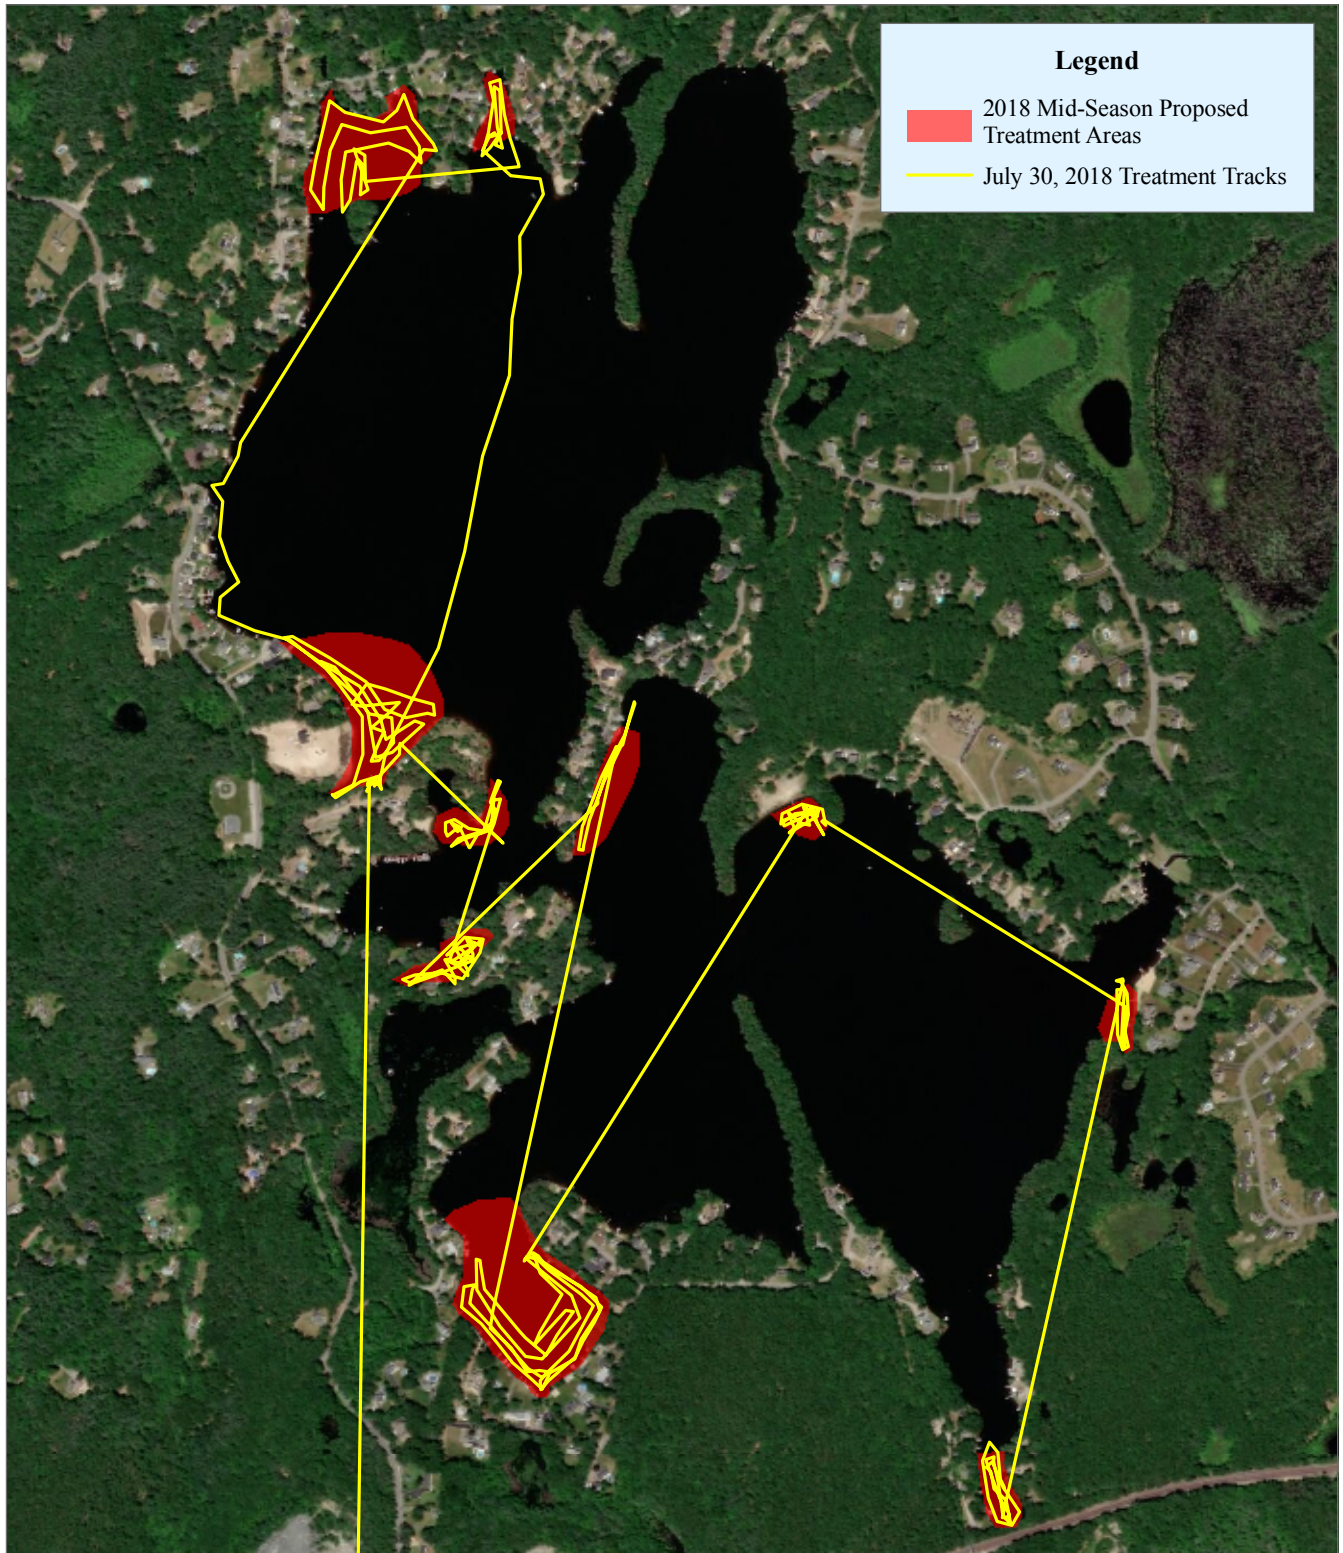 Legend
2018 Mid-Season Proposed
Treatment Areas
July 30, 2018 Treatment Tracks